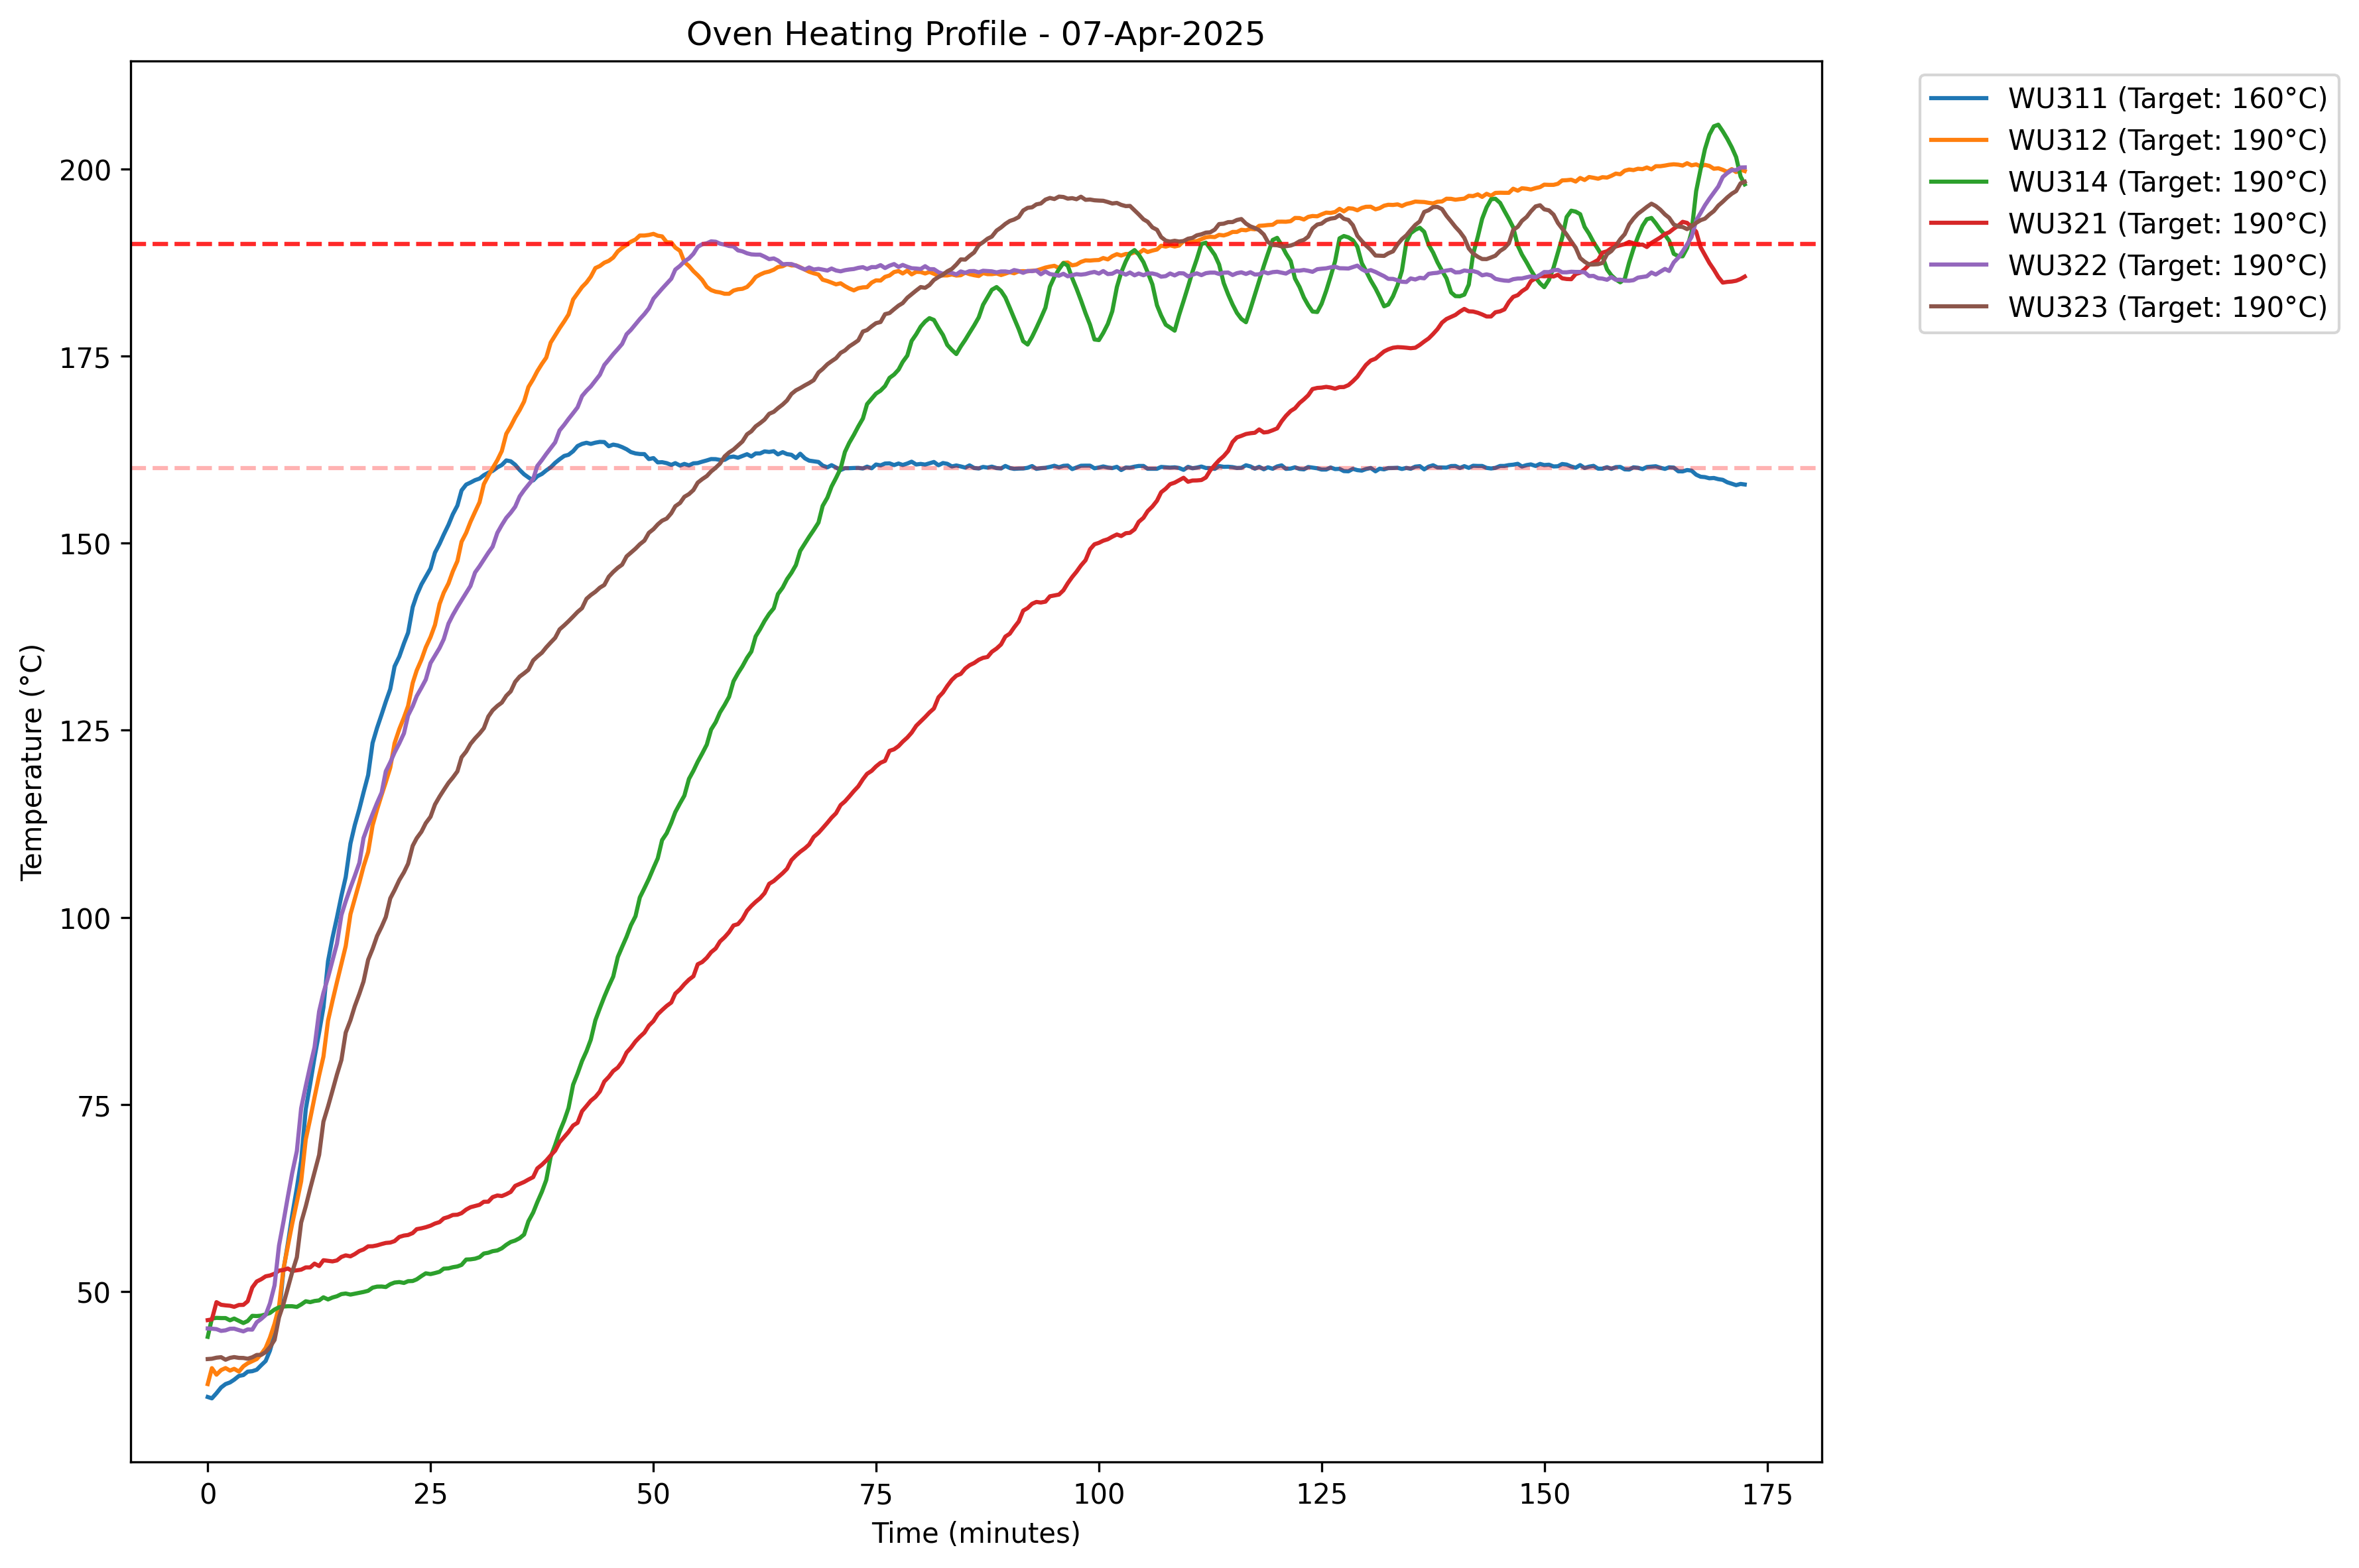 Oven Heating Profile - 07-Apr-2025
WU311 (Target: 160°C)
WU312 (Target: 190°C)
WU314 (Target: 190°C)
WU321 (Target: 190°C)
WU322 (Target: 190°C)
WU323 (Target: 190°C)
Temperature (°C)
200
175
150
125
100
75
50
0 25 50 75 100 125 150 175
Time (minutes)